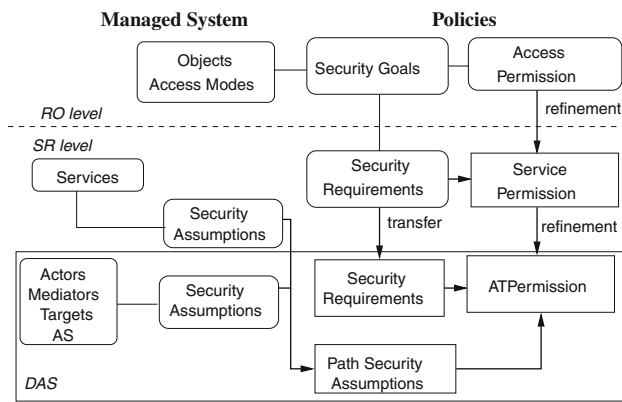 Managed System
Policies
Objects
Access Modes
Security Goals
Access
Permission
RO level
refinement
SR level
Services
Security
Requirements
Service
Permission
Security
Assumptions
transfer
refinement
Actors
Mediators
Targets
AS
Security
Assumptions
Security
Requirements
ATPermission
Path Security
Assumptions
DAS